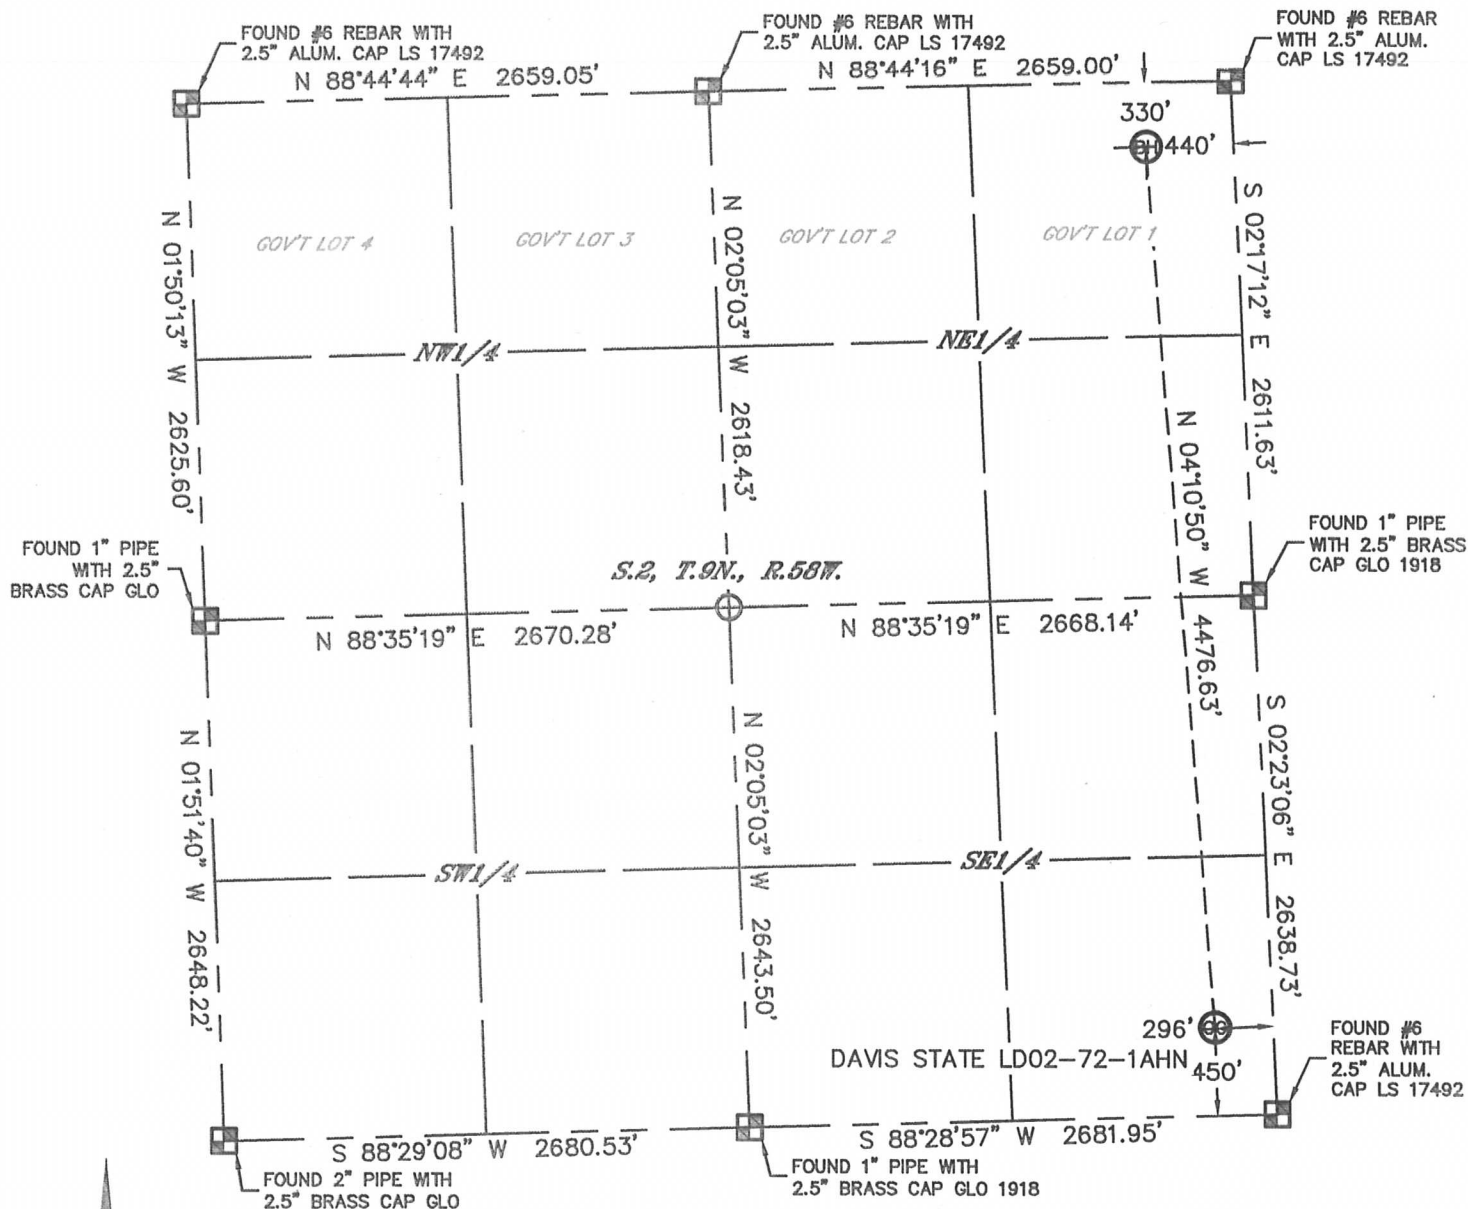 FOUND #6 REBAR WITH
2.5" ALUM. CAP LS 17492
FOUND #6 REBAR WITH
2.5" ALUM. CAP LS 17492
FOUND #6 REBAR
WITH 2.5" ALUM.
CAP LS 17492
N 88°44'44" E 2659.05'
N 88°44'16" E 2659.00'
330'
BH 440'
GOV'T LOT 4
GOV'T LOT 3
GOV'T LOT 2
GOV'T LOT 1
N 01°50'13" W 2625.60'
N 02°05'03" W 2618.43'
S 02°17'12" E 2611.63'
NW1/4
NE1/4
N 04°10'50" W 4476.63'
FOUND 1" PIPE
WITH 2.5"
BRASS CAP GLO
S.2, T.9N., R.58W.
FOUND 1" PIPE
WITH 2.5" BRASS
CAP GLO 1918
N 88°35'19" E 2670.28'
N 88°35'19" E 2668.14'
N 01°51'40" W 2648.22'
N 02°05'03" W 2643.50'
S 02°23'06" E 2638.73'
SW1/4
SE1/4
296'
DAVIS STATE LD02-72-1AHN
450'
FOUND #6
REBAR WITH
2.5" ALUM.
CAP LS 17492
S 88°29'08" W 2680.53'
S 88°28'57" W 2681.95'
FOUND 2" PIPE WITH
2.5" BRASS CAP GLO
FOUND 1" PIPE WITH
2.5" BRASS CAP GLO 1918